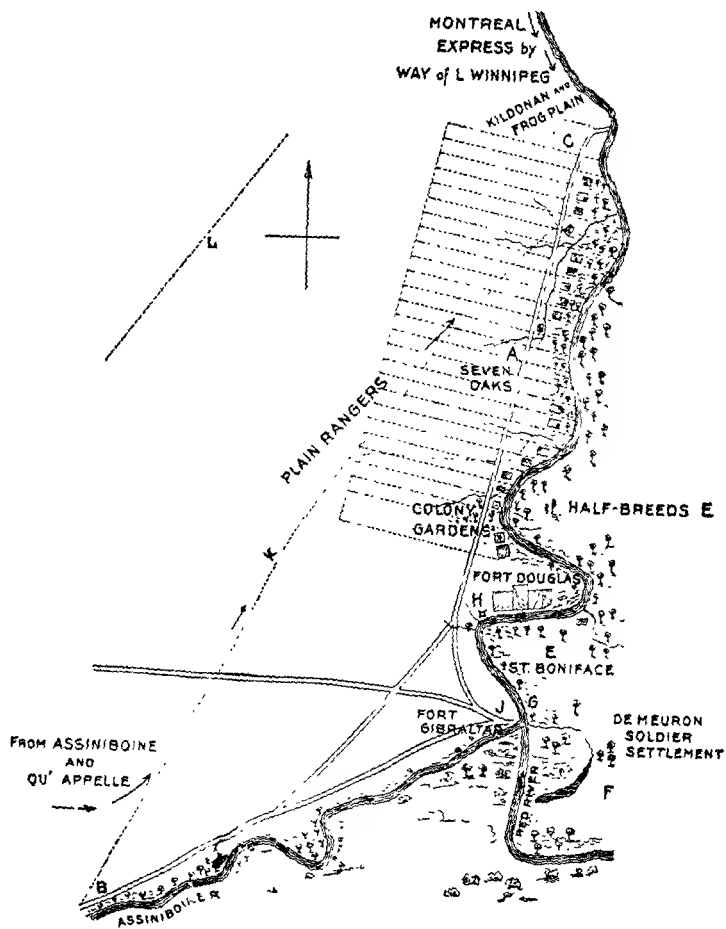 MONTREAL
EXPRESS by
WAY of L WINNIPEG
KILDONAN AND
FROG PLAIN
C
L
A
SEVEN
OAKS
PLAIN RANGERS
COLONY
GARDENS
HALF-BREEDS E
K
FORT DOUGLAS
H
E
ST. BONIFACE
J
G
FORT
GIBRALTAR
DE MEURON
SOLDIER
SETTLEMENT
F
RED RIVER
FROM ASSINIBOINE
AND
QU' APPELLE
B
ASSINIBOINE R